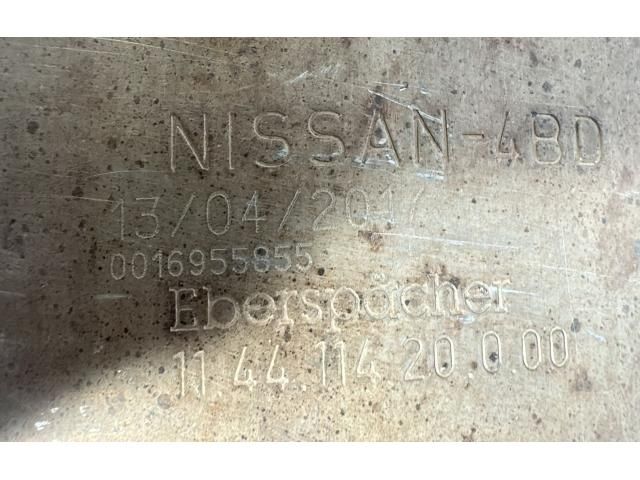 NISSAN-4BD
13/04/2017
0016955855
Eberspächer
11 44.114 20.0.00